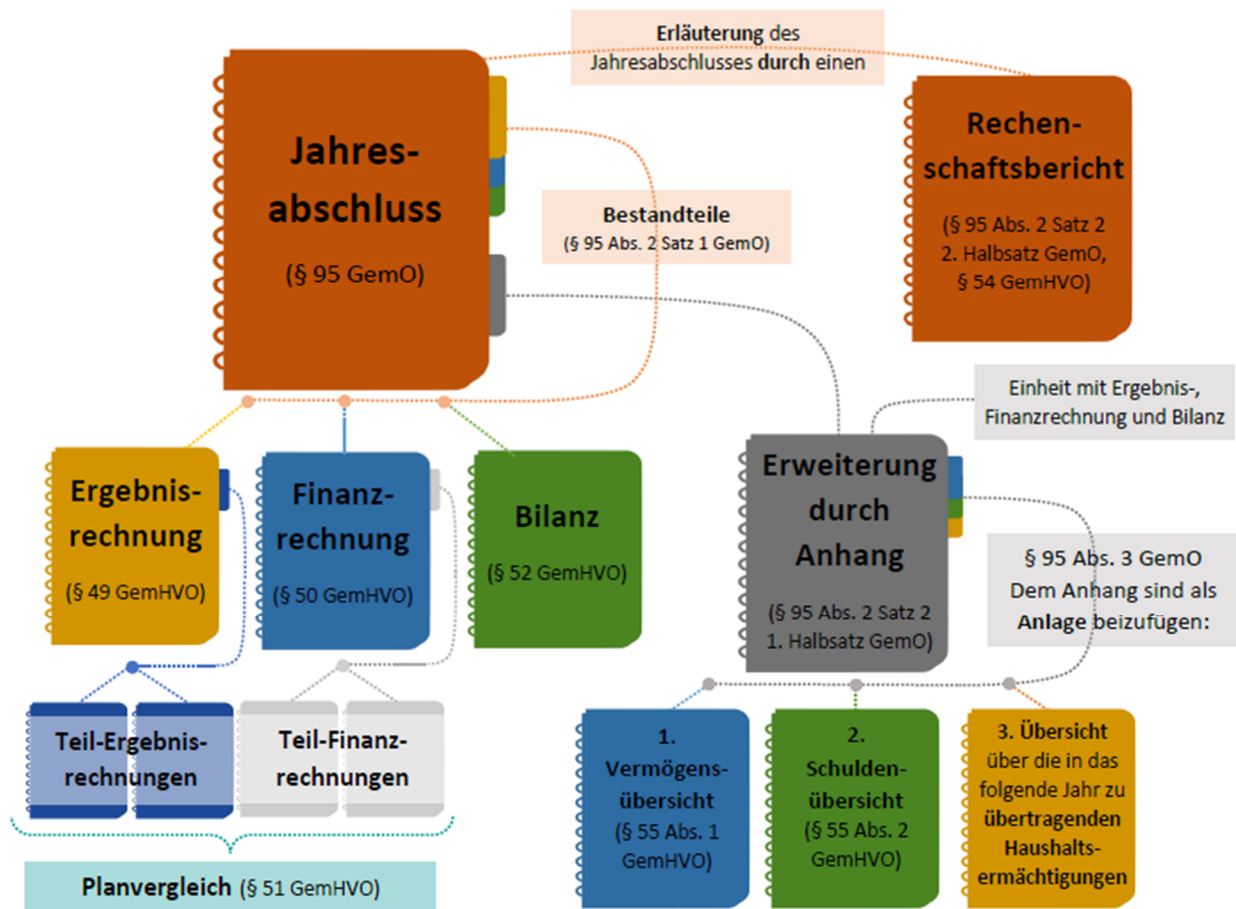 Erläuterung des
Jahresabschlusses durch einen
Jahres-
abschluss
(§ 95 GemO)
Rechen-
schaftsbericht
(§ 95 Abs. 2 Satz 2
2. Halbsatz GemO,
§ 54 GemHVO)
Bestandteile
(§ 95 Abs. 2 Satz 1 GemO)
Einheit mit Ergebnis-,
Finanzrechnung und Bilanz
Ergebnis-
rechnung
(§ 49 GemHVO)
Finanz-
rechnung
(§ 50 GemHVO)
Bilanz
(§ 52 GemHVO)
Erweiterung
durch
Anhang
(§ 95 Abs. 2 Satz 2
1. Halbsatz GemO)
§ 95 Abs. 3 GemO
Dem Anhang sind als
Anlage beizufügen:
Teil-Ergebnis-
rechnungen
Teil-Finanz-
rechnungen
Planvergleich (§ 51 GemHVO)
1.
Vermögens-
übersicht
(§ 55 Abs. 1
GemHVO)
2.
Schulden-
übersicht
(§ 55 Abs. 2
GemHVO)
3. Übersicht
über die in das
folgende Jahr zu
übertragenden
Haushalts-
ermächtigungen